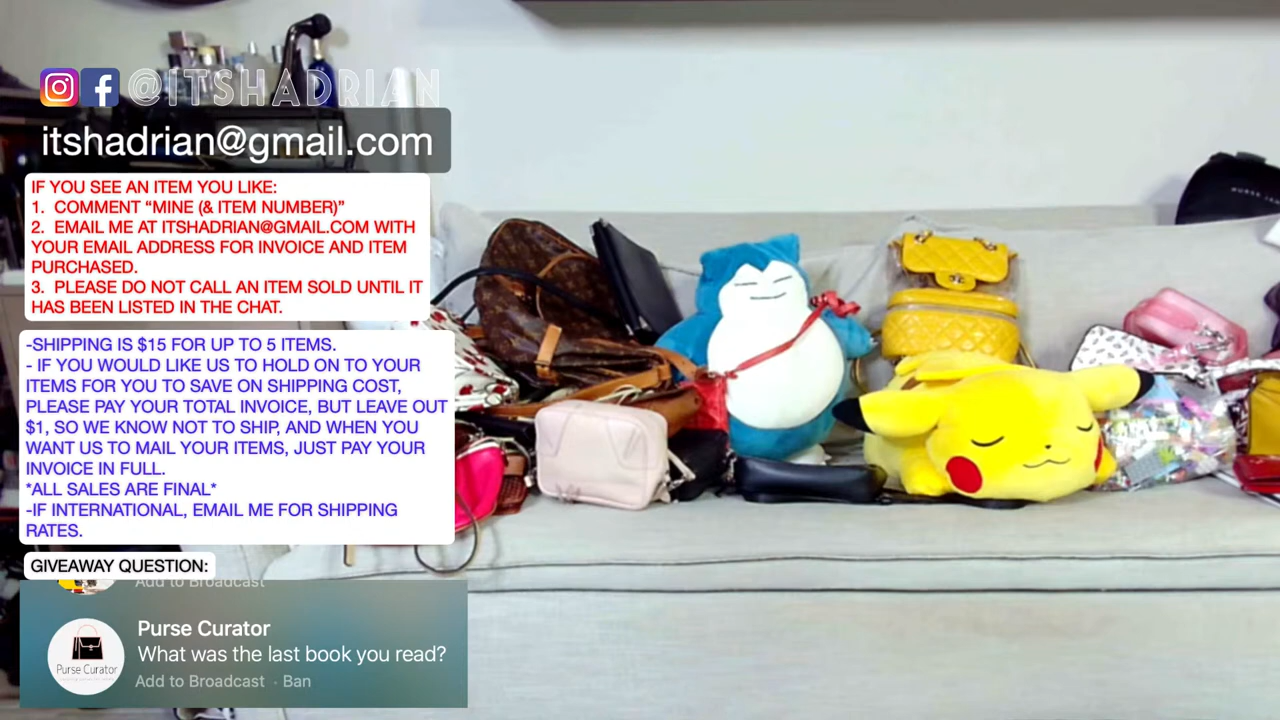 @ITSHADRIAN
itshadrian@gmail.com
IF YOU SEE AN ITEM YOU LIKE:
1. COMMENT “MINE (& ITEM NUMBER)”
2. EMAIL ME AT ITSHADRIAN@GMAIL.COM WITH
YOUR EMAIL ADDRESS FOR INVOICE AND ITEM
PURCHASED.
3. PLEASE DO NOT CALL AN ITEM SOLD UNTIL IT
HAS BEEN LISTED IN THE CHAT.
-SHIPPING IS $15 FOR UP TO 5 ITEMS.
- IF YOU WOULD LIKE US TO HOLD ON TO YOUR
ITEMS FOR YOU TO SAVE ON SHIPPING COST,
PLEASE PAY YOUR TOTAL INVOICE, BUT LEAVE OUT
$1, SO WE KNOW NOT TO SHIP, AND WHEN YOU
WANT US TO MAIL YOUR ITEMS, JUST PAY YOUR
INVOICE IN FULL.
*ALL SALES ARE FINAL*
-IF INTERNATIONAL, EMAIL ME FOR SHIPPING
RATES.
GIVEAWAY QUESTION:
Add to Broadcast
Purse Curator
What was the last book you read?
Purse Curator
Add to Broadcast · Ban